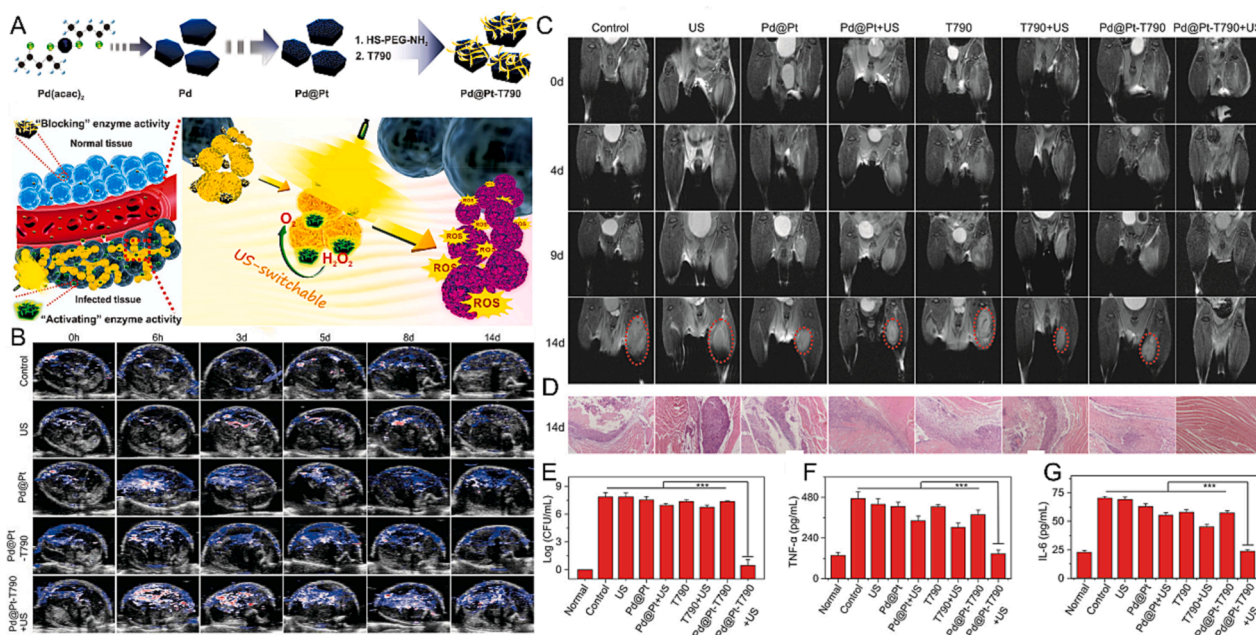 A
1. HS-PEG-NH2
2. T790
Pd(acac)2
Pd
Pd@Pt
Pd@Pt-T790
"Blocking" enzyme activity
Normal tissue
Infected tissue
"Activating" enzyme activity
O2
H2O2
US-switchable
ROS
ROS
ROS
ROS
ROS
ROS
ROS
B
0h 6h 3d 5d 8d 14d
Control
US
Pd@Pt
Pd@Pt
-T790
Pd@Pt-T790
+US
C
Control US Pd@Pt Pd@Pt+US T790 T790+US Pd@Pt-T790 Pd@Pt-T790+US
0d
4d
9d
14d
D
14d
E
***
Log (CFU/mL)
9
6
3
0
Normal
Control
US
Pd@Pt
Pd@Pt+US
T790
T790+US
Pd@Pt-T790
Pd@Pt-T790
+US
F
***
TNF-α (pg/mL)
480
240
0
Normal
Control
US
Pd@Pt
Pd@Pt+US
T790
T790+US
Pd@Pt-T790
Pd@Pt-T790
+US
G
***
IL-6 (pg/mL)
75
50
25
0
Normal
Control
US
Pd@Pt
Pd@Pt+US
T790
T790+US
Pd@Pt-T790
Pd@Pt-T790
+US